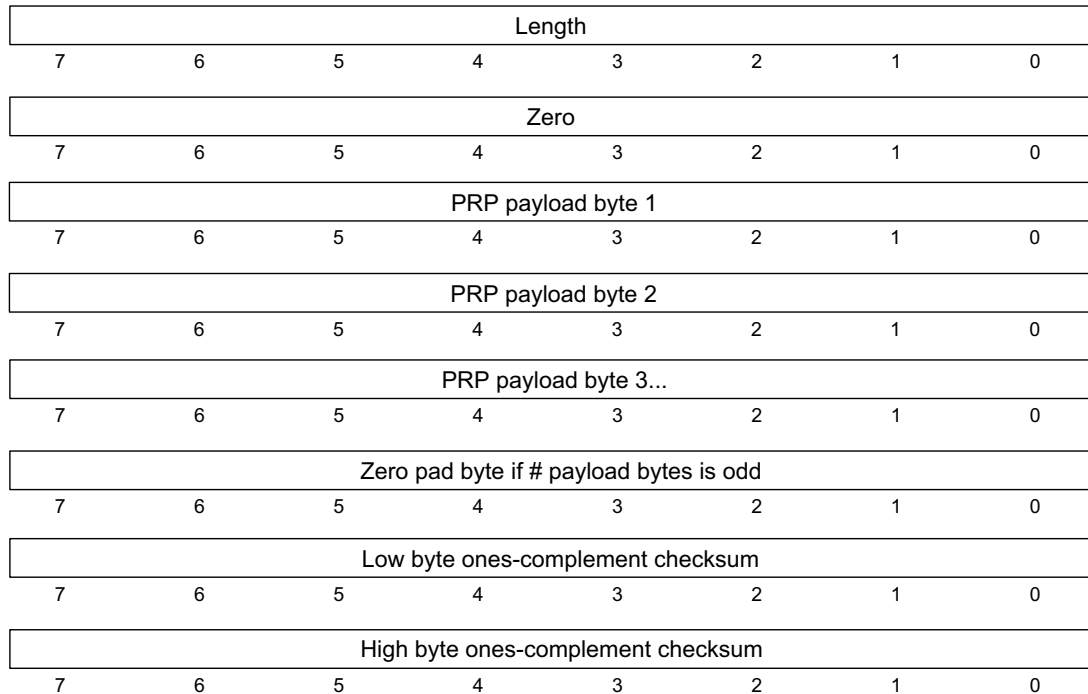 Length
7 6 5 4 3 2 1 0
Zero
7 6 5 4 3 2 1 0
PRP payload byte 1
7 6 5 4 3 2 1 0
PRP payload byte 2
7 6 5 4 3 2 1 0
PRP payload byte 3...
7 6 5 4 3 2 1 0
Zero pad byte if # payload bytes is odd
7 6 5 4 3 2 1 0
Low byte ones-complement checksum
7 6 5 4 3 2 1 0
High byte ones-complement checksum
7 6 5 4 3 2 1 0